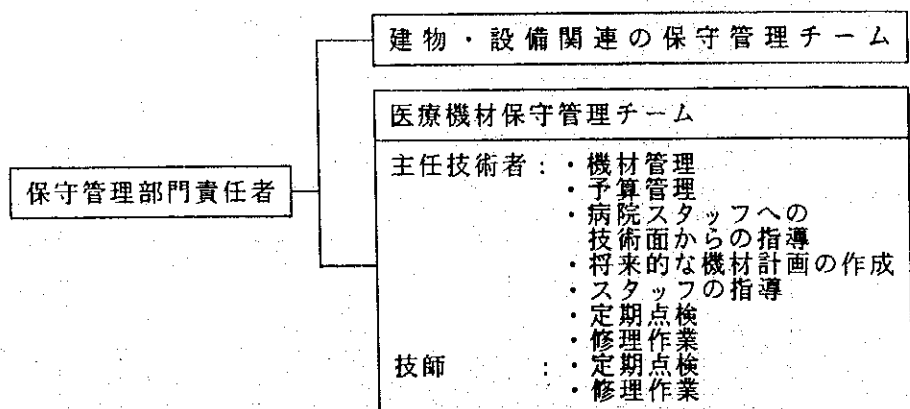 建物・設備関連の保守管理チーム
医療機材保守管理チーム
保守管理部門責任者
主任技術者：・機材管理
・予算管理
・病院スタッフへの
技術面からの指導
・将来的な機材計画の作成
・スタッフの指導
・定期点検
・修理作業
技師　　　：・定期点検
・修理作業